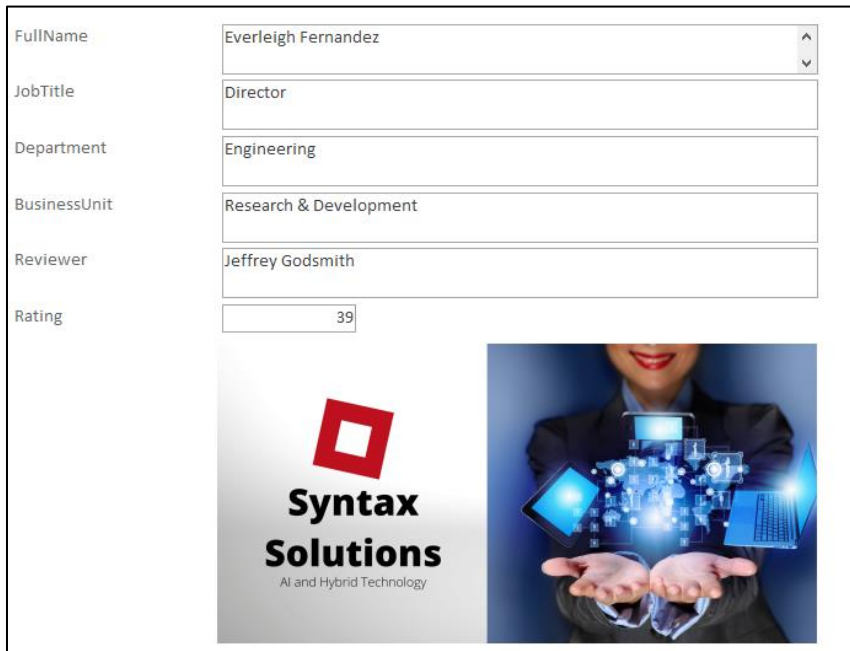 FullName Everleigh Fernandez
JobTitle Director
Department Engineering
BusinessUnit Research & Development
Reviewer Jeffrey Godsmith
Rating 39
Syntax
Solutions
AI and Hybrid Technology